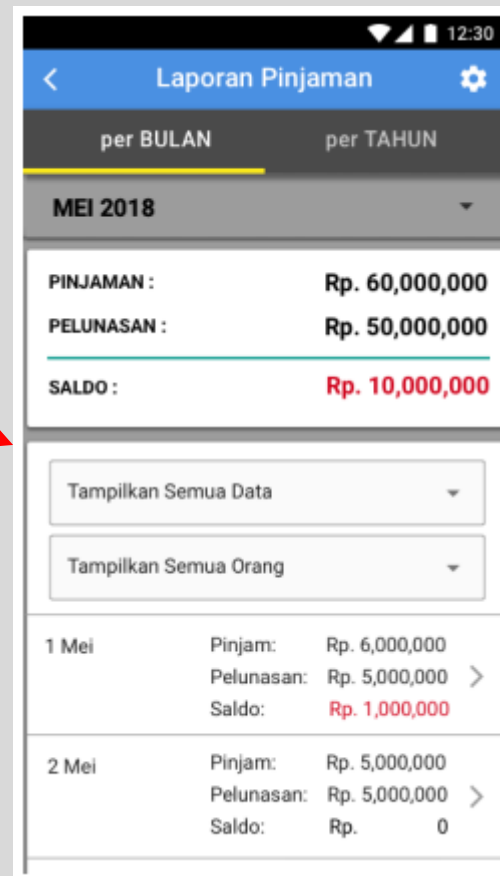 12:30
Laporan Pinjaman
per BULAN per TAHUN
MEI 2018
PINJAMAN : Rp. 60,000,000
PELUNASAN : Rp. 50,000,000
SALDO : Rp. 10,000,000
Tampilkan Semua Data
Tampilkan Semua Orang
1 Mei Pinjam: Rp. 6,000,000
Pelunasan: Rp. 5,000,000
Saldo: Rp. 1,000,000
2 Mei Pinjam: Rp. 5,000,000
Pelunasan: Rp. 5,000,000
Saldo: Rp. 0